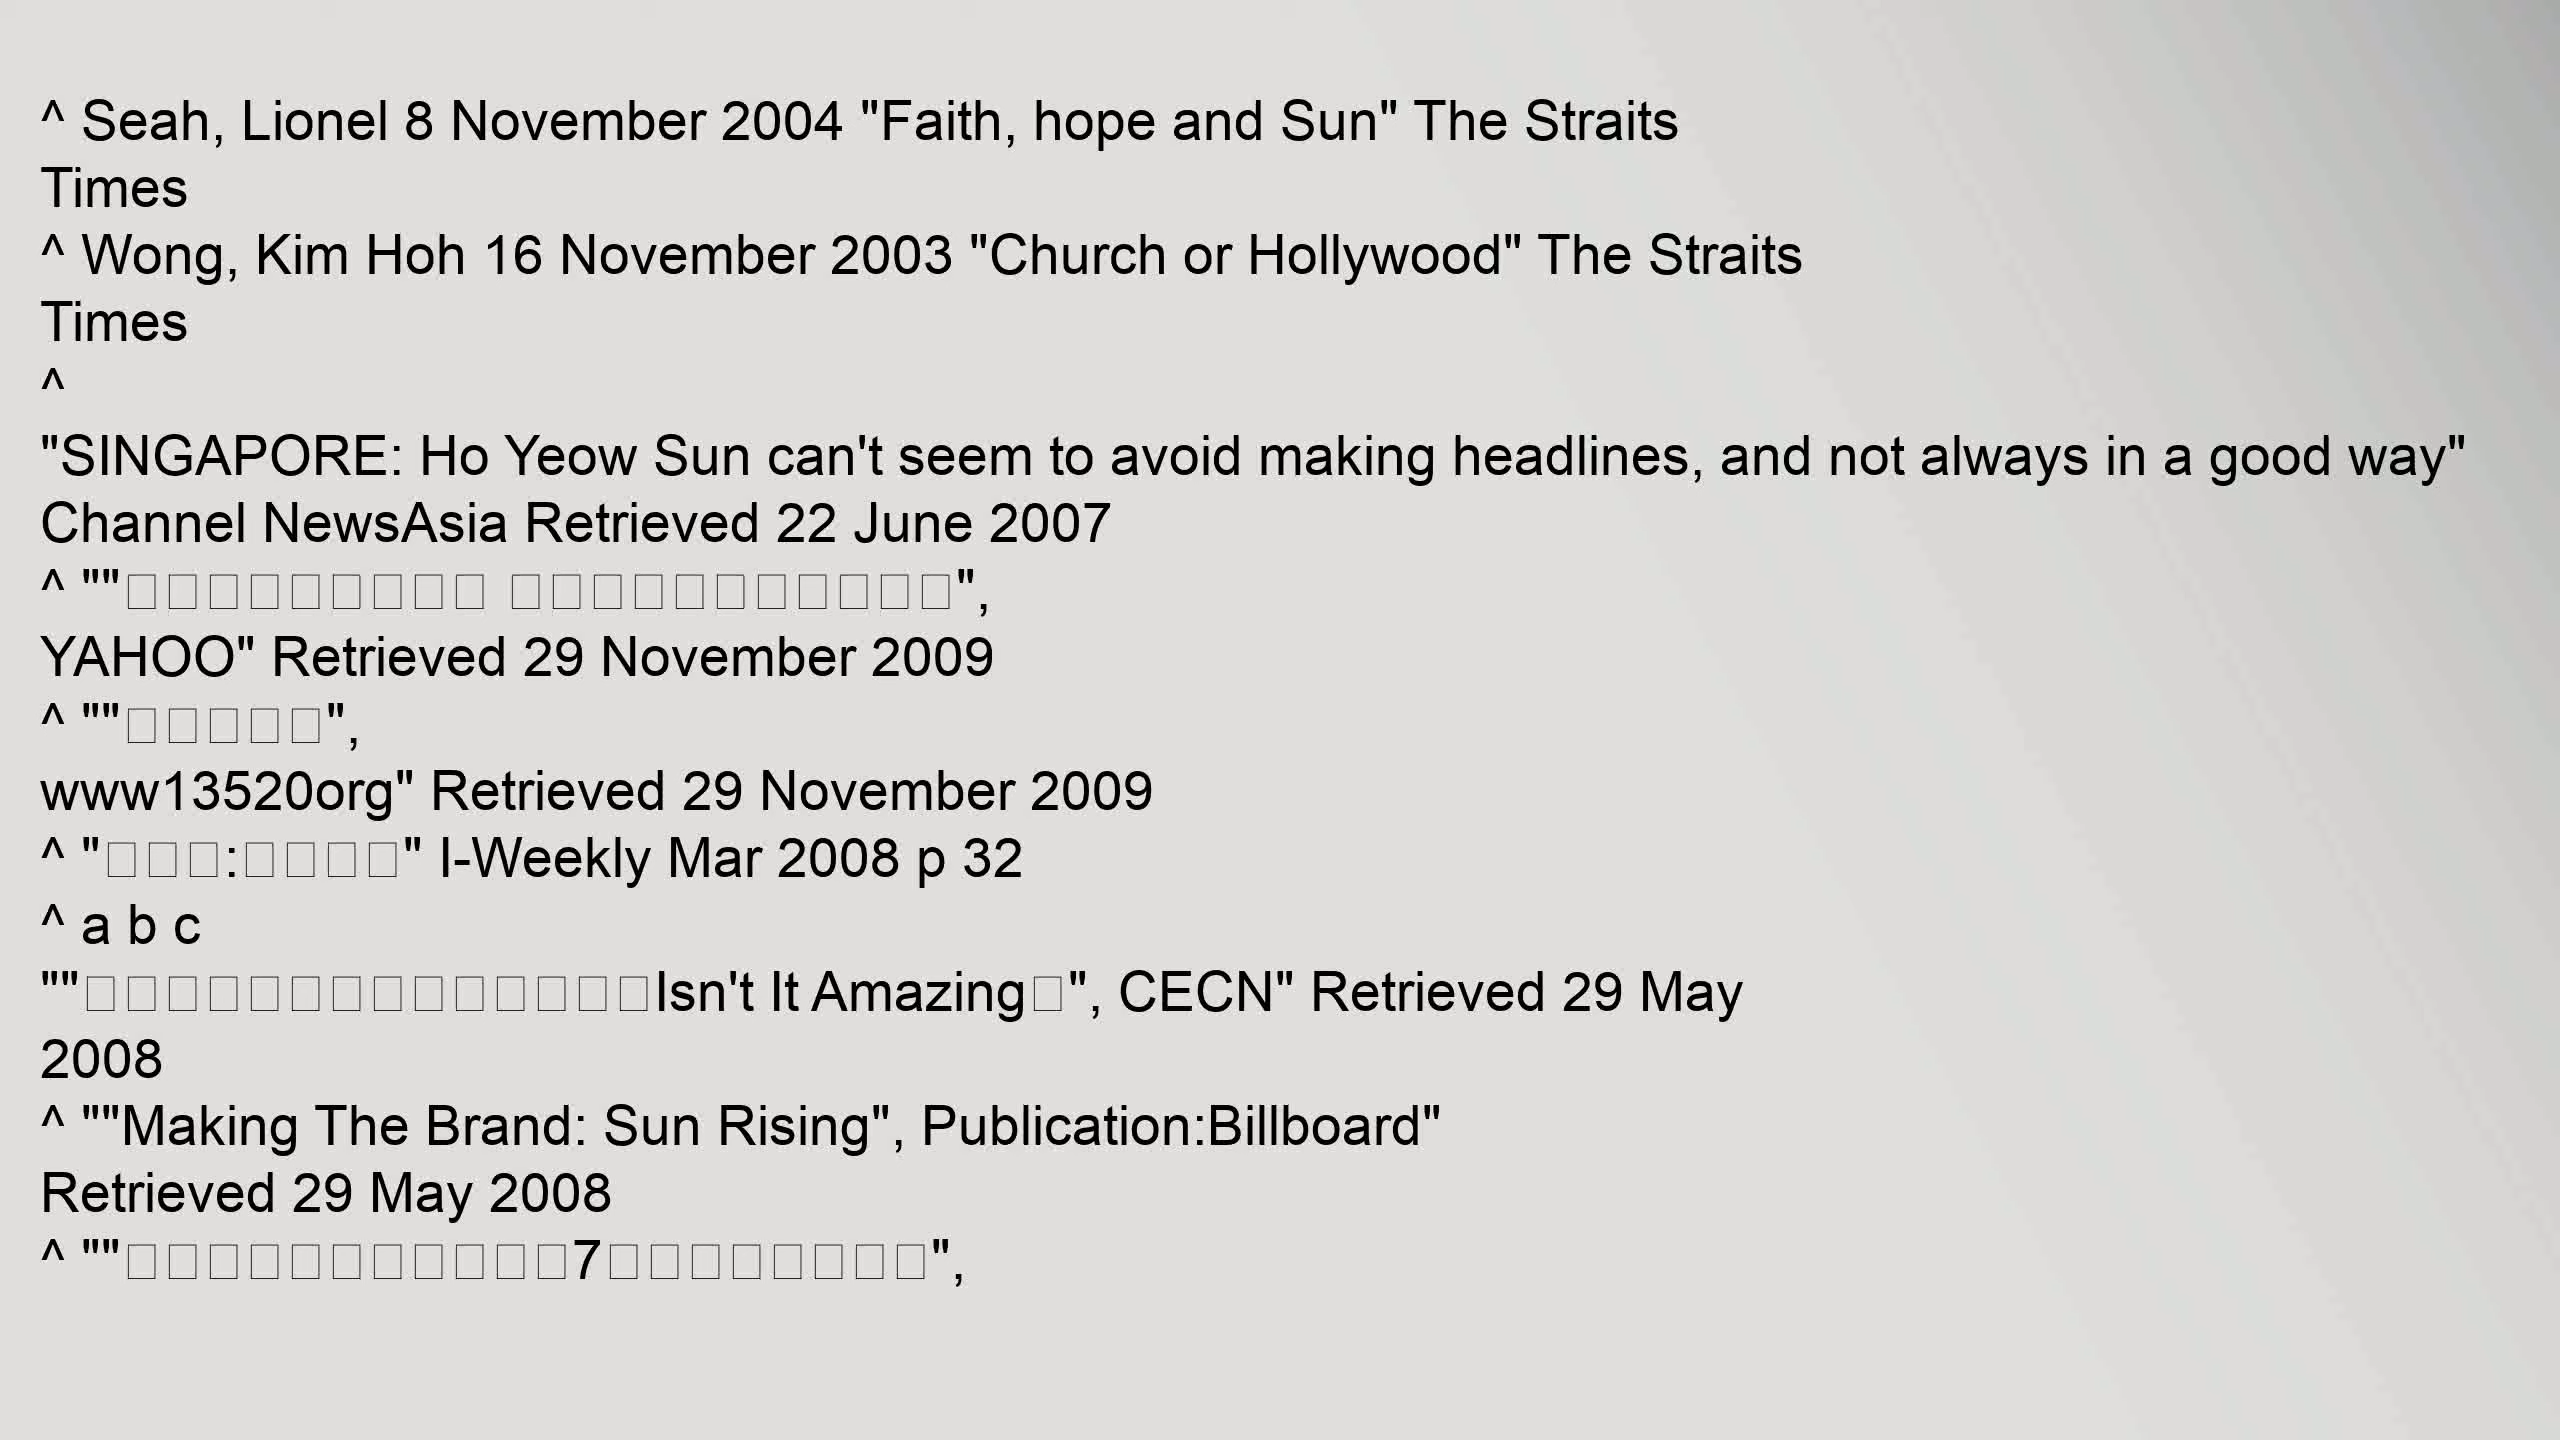 ^ Seah, Lionel 8 November 2004 "Faith, hope and Sun" The Straits
Times
^ Wong, Kim Hoh 16 November 2003 "Church or Hollywood" The Straits
Times
^
"SINGAPORE: Ho Yeow Sun can't seem to avoid making headlines, and not always in a good way"
Channel NewsAsia Retrieved 22 June 2007
^ ""□□□□□□□□□ □□□□□□□□□□□",
YAHOO" Retrieved 29 November 2009
^ ""□□□□□",
www13520org" Retrieved 29 November 2009
^ "□□□:□□□□" I-Weekly Mar 2008 p 32
^ a b c
""□□□□□□□□□□□□□□Isn't It Amazing□", CECN" Retrieved 29 May
2008
^ ""Making The Brand: Sun Rising", Publication:Billboard"
Retrieved 29 May 2008
^ ""□□□□□□□□□□□7□□□□□□□□",